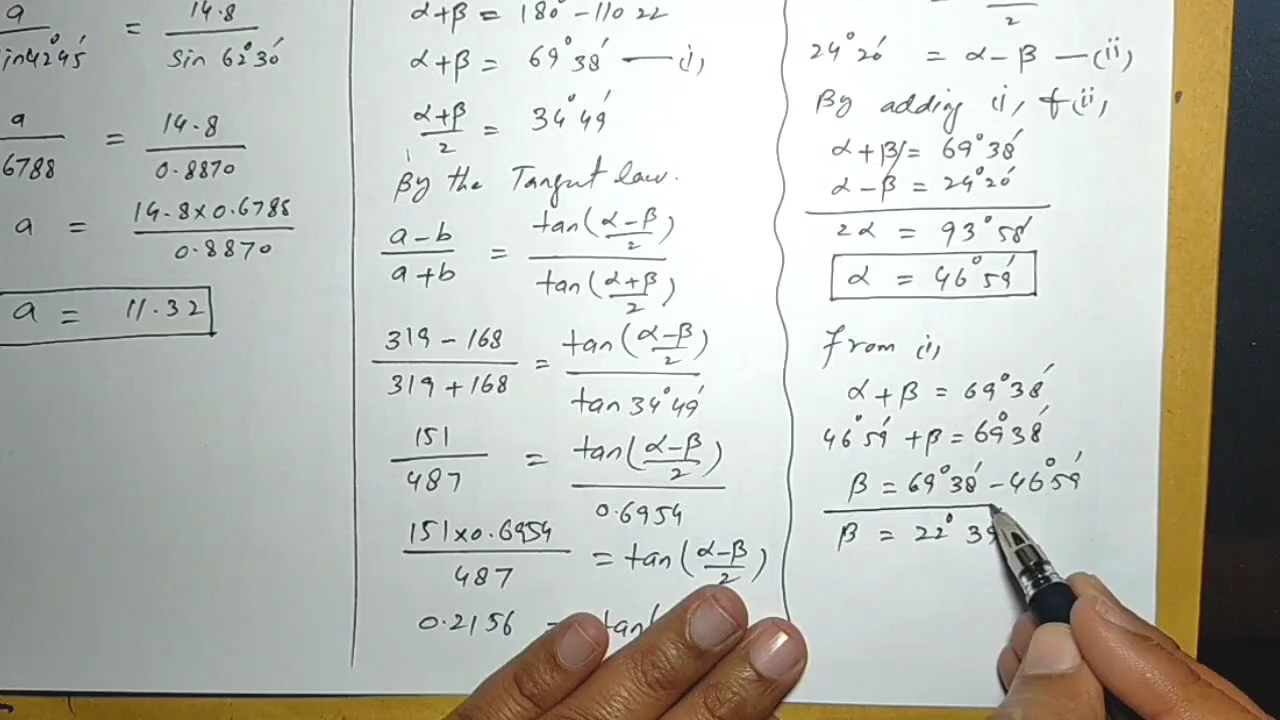 a/sin42°45' = 14.8/sin 62°30'
a/6788 = 14.8/0.8870
a = 14.8×0.6788/0.8870
a = 11.32
α+β = 180° - 110 22
α+β = 69°38' — (i)
α+β/2 = 34°49'
By the Tangent law.
a-b/a+b = tan(α-β/2)/tan(α+β/2)
319-168/319+168 = tan(α-β/2)/tan 34°49'
151/487 = tan(α-β/2)/0.6954
151×0.6954/487 = tan(α-β/2)
0.2156 = tan(
2
24°20' = α-β — (ii)
By adding (i) & (ii)
α+β = 69°38'
α-β = 24°20'
2α = 93°58'
α = 46°59'
from (i)
α+β = 69°38'
46°59' + β = 69°38'
β = 69°38' - 46°59'
β = 22° 39